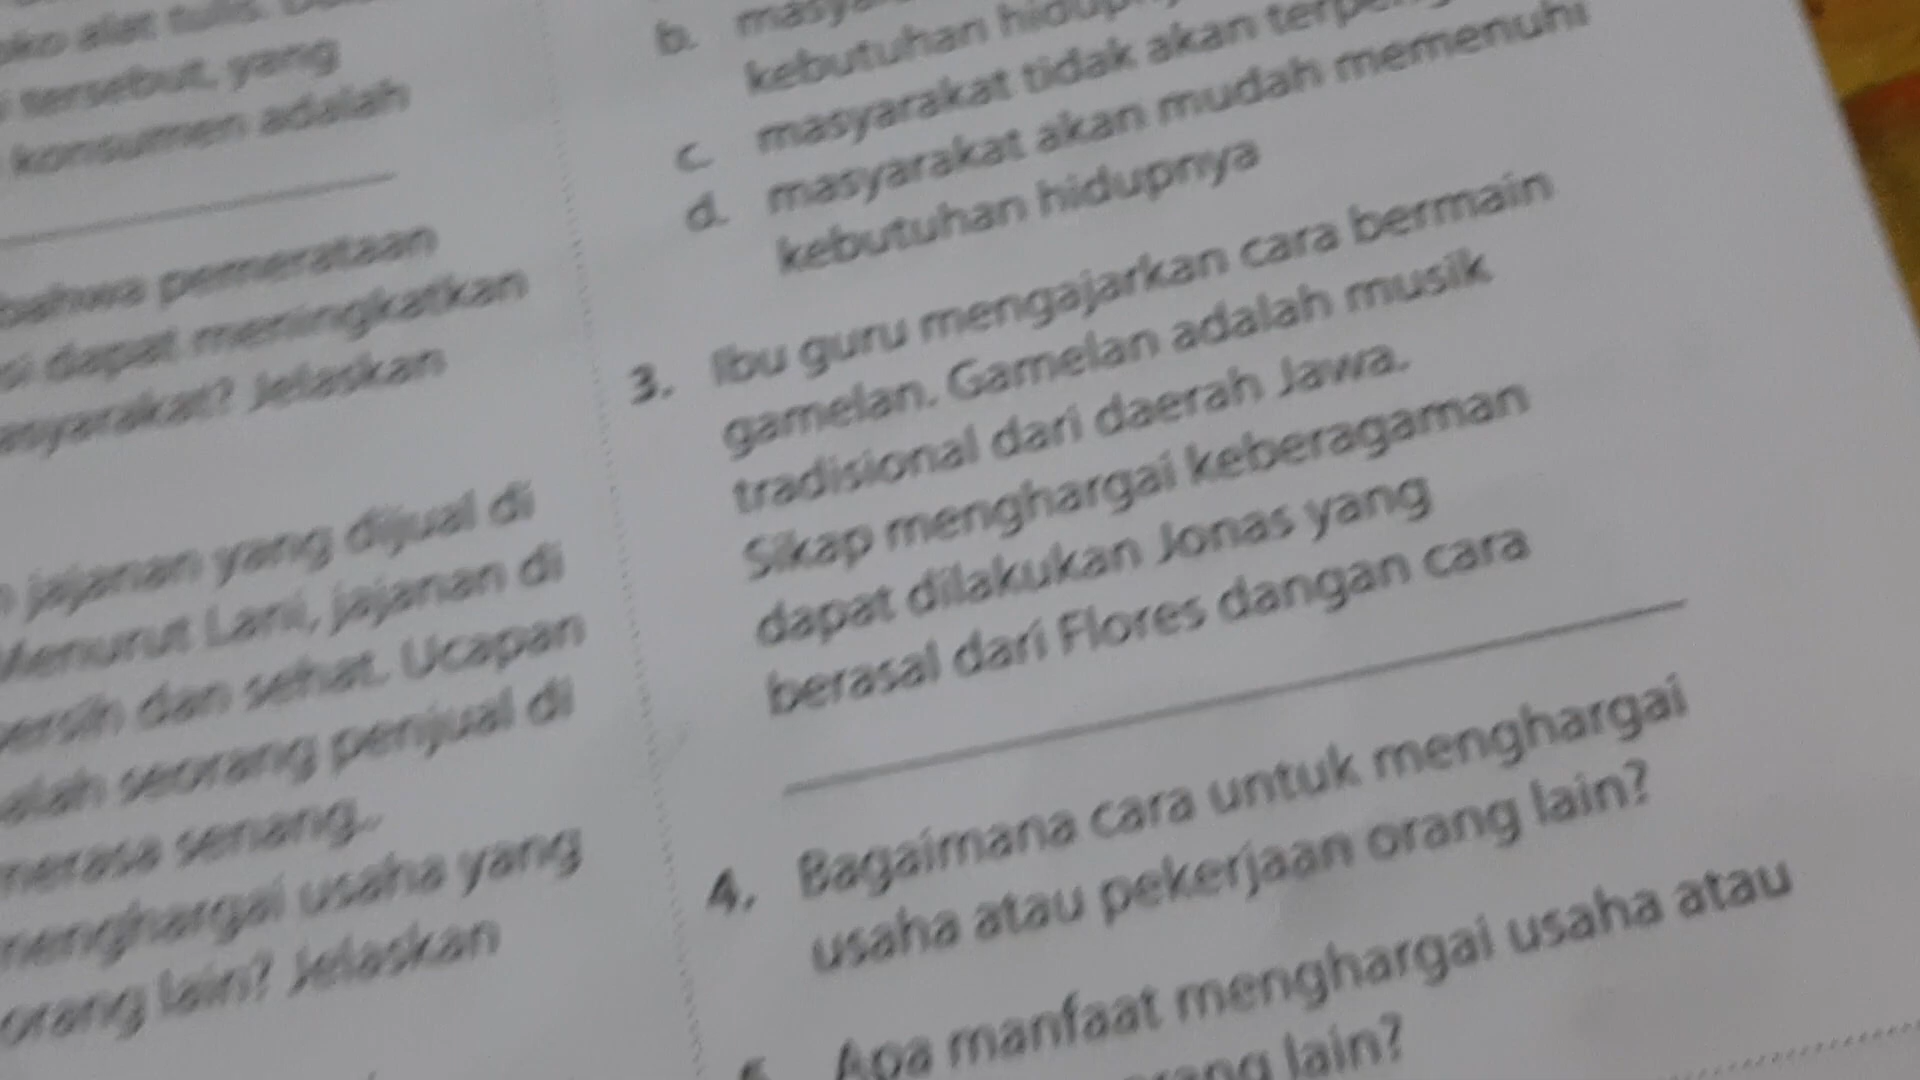 tersebut, yang
konsumen adalah
bahwa pemerataan
dapat meningkatkan
Jelaskan
jajanan yang dijual di
Menurut Lani, jajanan di
dan sehat. Ucapan
seorang penjual di
merasa senang.
menghargai usaha yang
orang lain? Jelaskan
b.
kebutuhan
c. masyarakat tidak akan
d. masyarakat akan mudah memenuhi
kebutuhan hidupnya
3. Ibu guru mengajarkan cara bermain
gamelan. Gamelan adalah musik
tradisional dari daerah Jawa.
Sikap menghargai keberagaman
dapat dilakukan Jonas yang
berasal dari Flores dangan cara
4. Bagaimana cara untuk menghargai
usaha atau pekerjaan orang lain?
Apa manfaat menghargai usaha atau
lain?